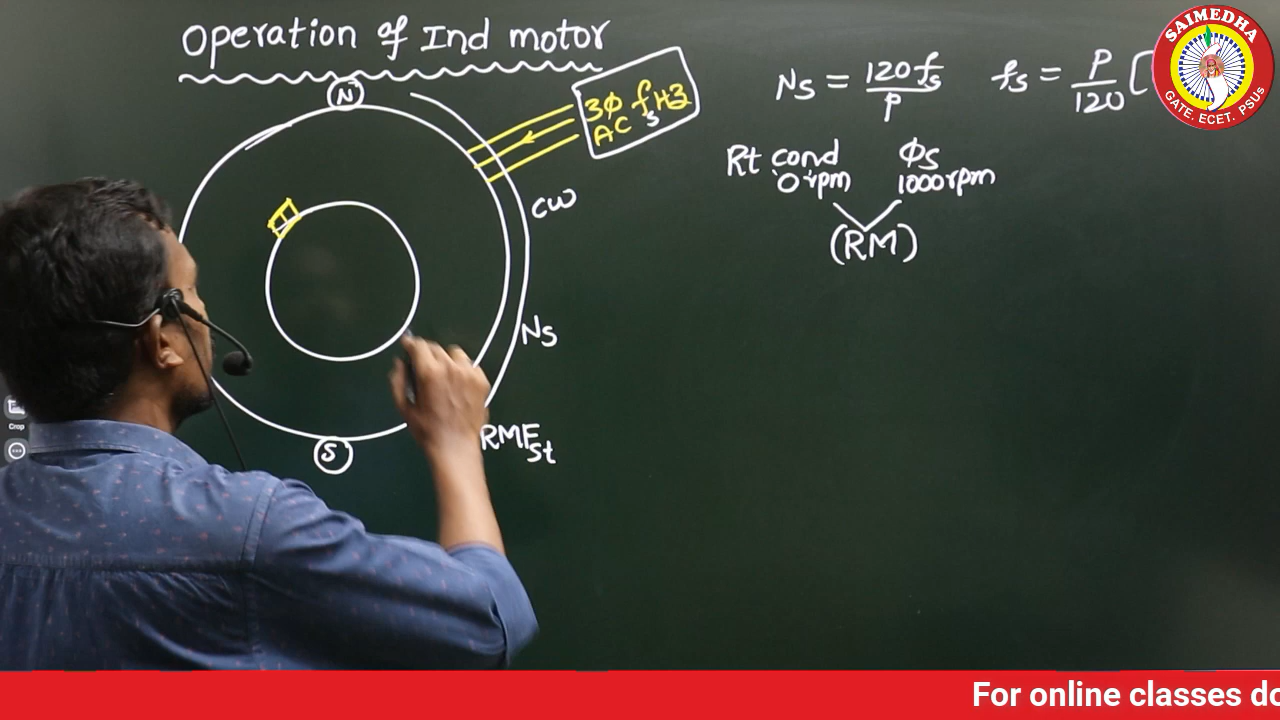 Operation of Ind motor
N
3Φ fs Hz
AC
CW
Ns
RMFst
S
Ns = 120fs / P
fs = P / 120 [
Rt cond Φs
0 rpm 1000 rpm
(RM)
SAIMEDHA
GATE. ECET. PSUs
Crop
For online classes do